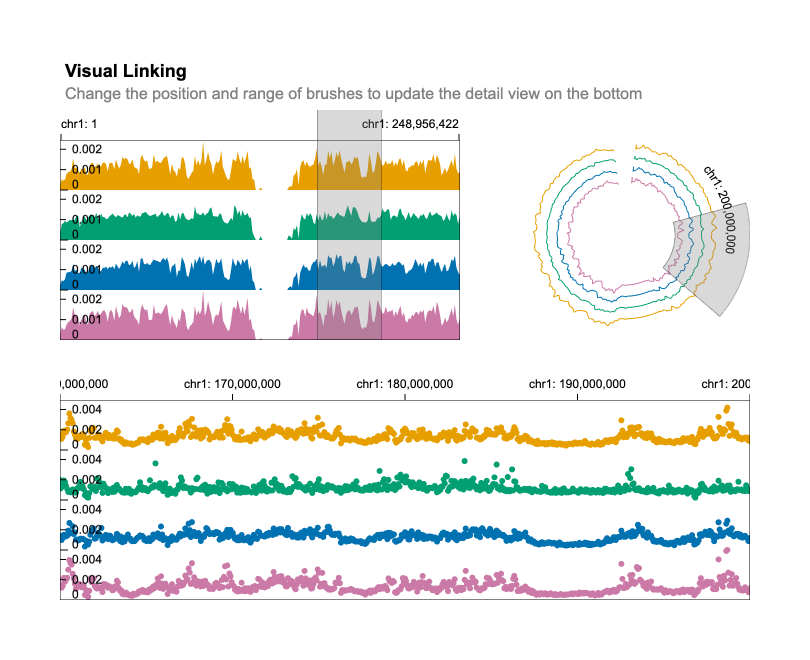 Visual Linking
Change the position and range of brushes to update the detail view on the bottom
chr1: 1
chr1: 248,956,422
0.002
0.001
0
0.002
0.001
0
0.002
0.001
0
0.002
0.001
0
chr1: 200,000,000
0,000,000
chr1: 170,000,000
chr1: 180,000,000
chr1: 190,000,000
chr1: 200
0.004
0.002
0
0.004
0.002
0
0.004
0.002
0
0.004
0.002
0